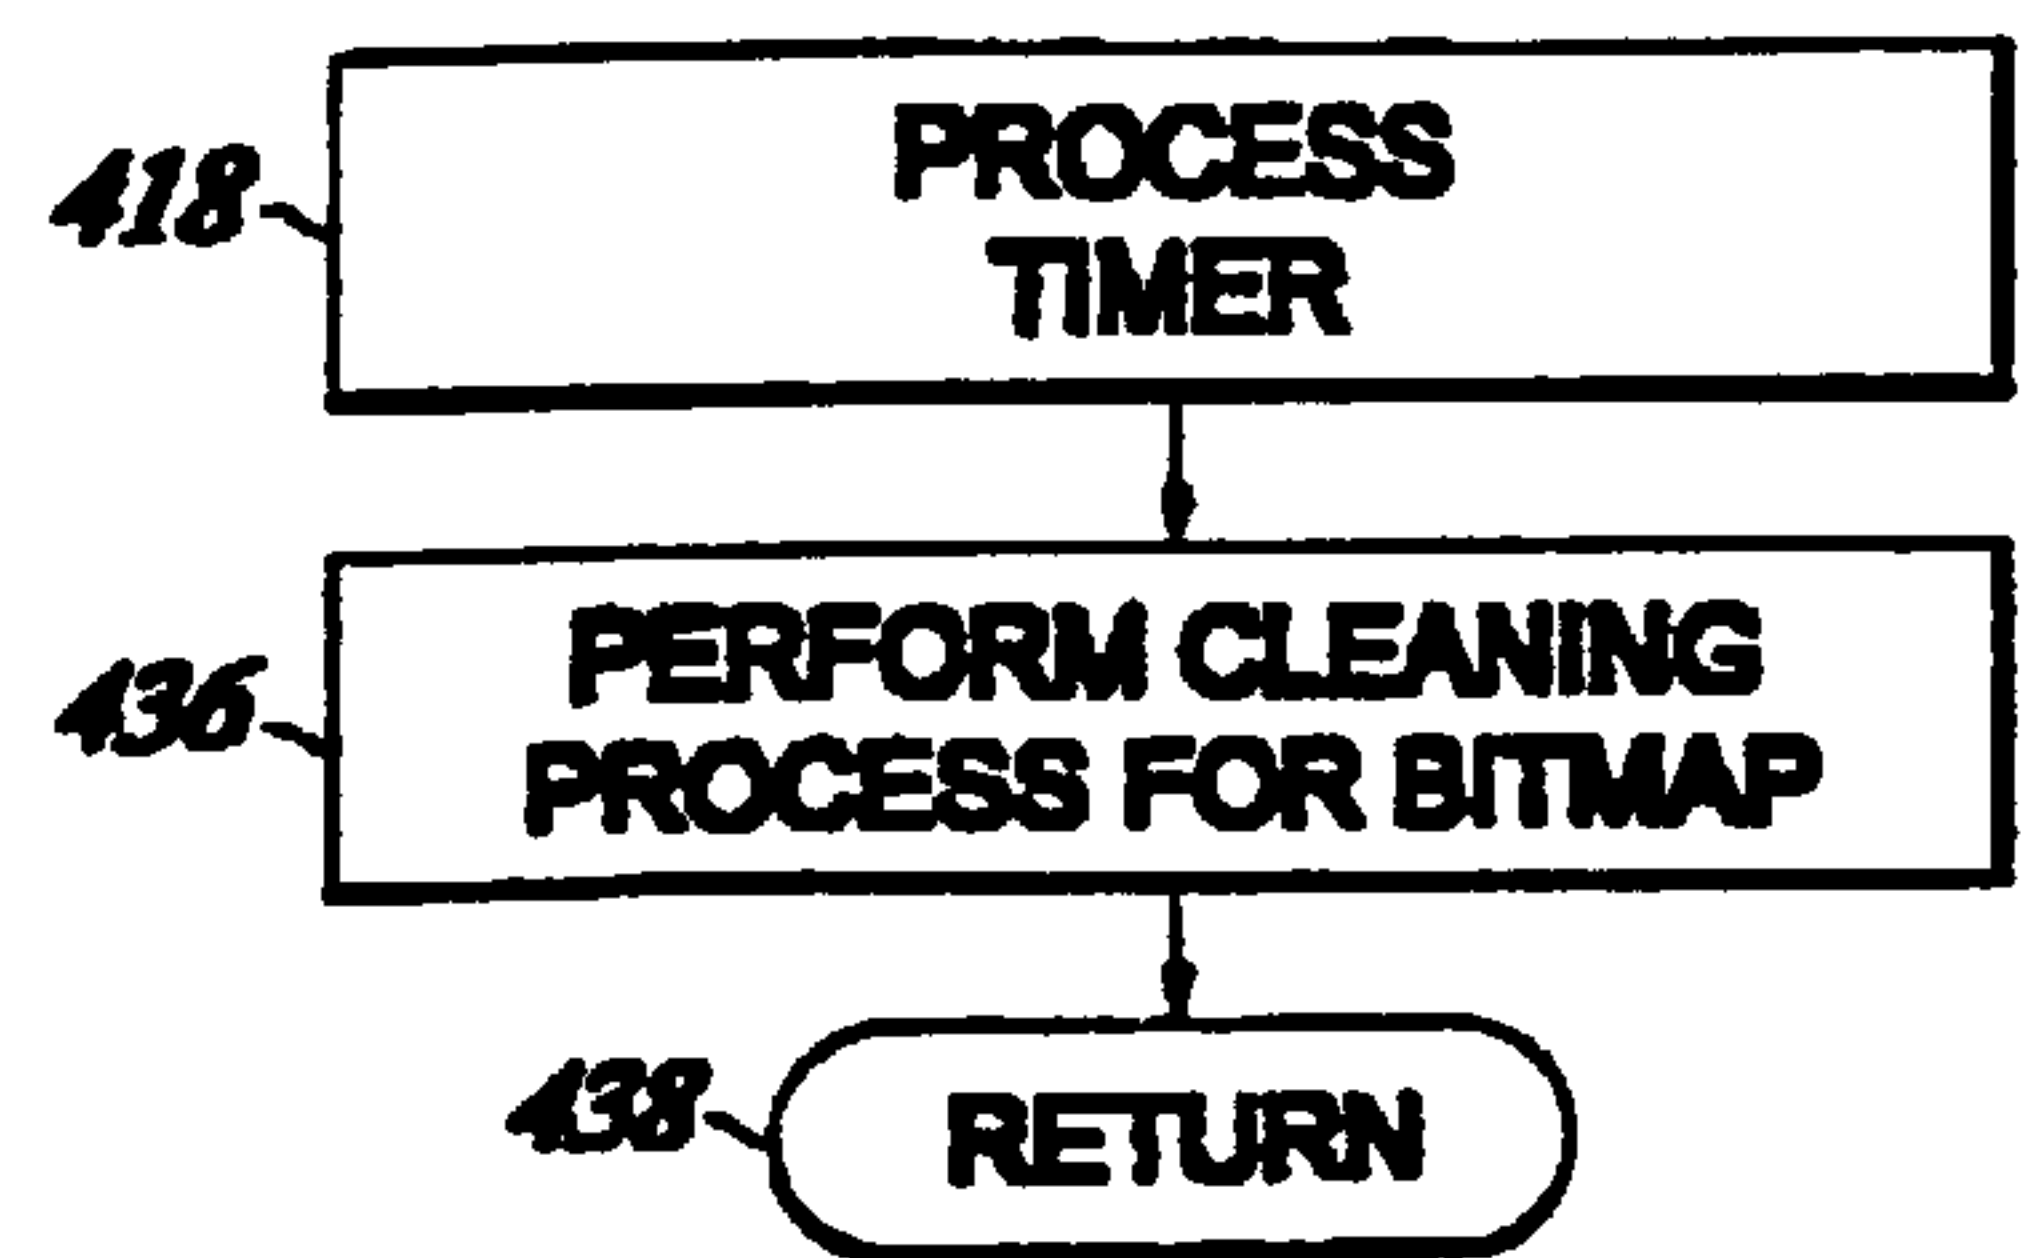 PROCESS
TIMER
418
PERFORM CLEANING
PROCESS FOR BITMAP
436
RETURN
438